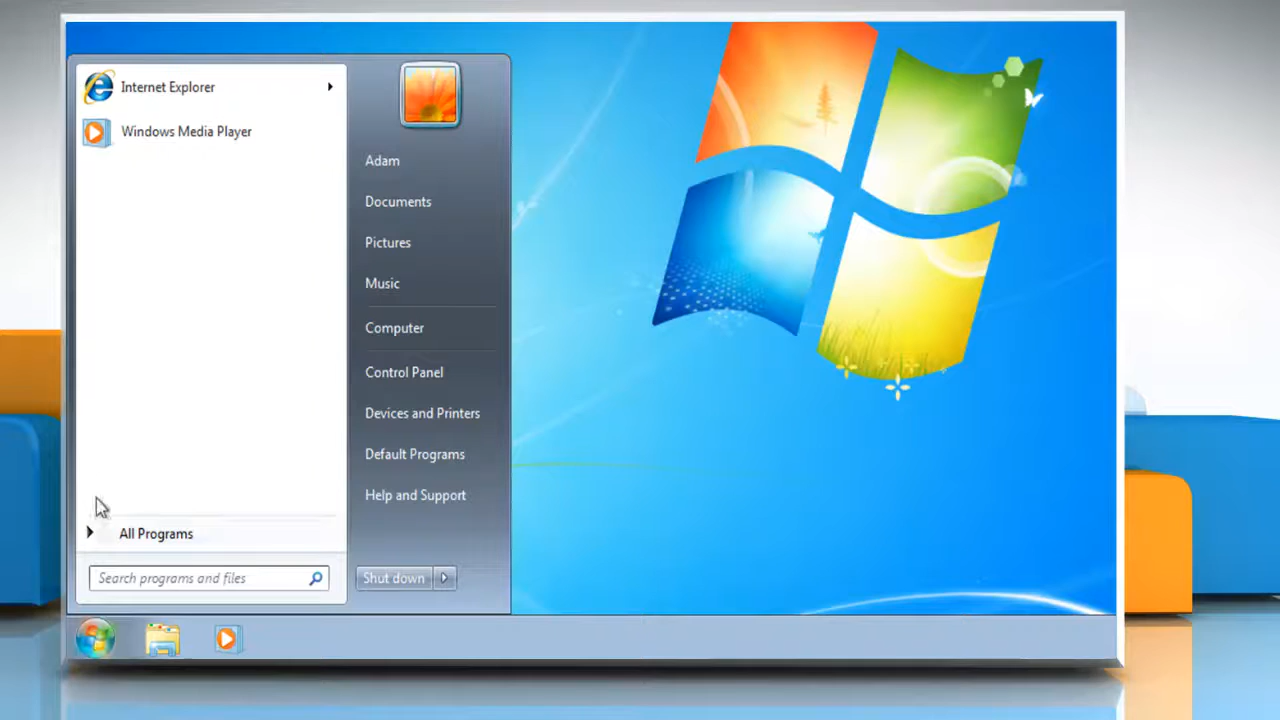 Internet Explorer
Windows Media Player
All Programs
Search programs and files
Adam
Documents
Pictures
Music
Computer
Control Panel
Devices and Printers
Default Programs
Help and Support
Shut down